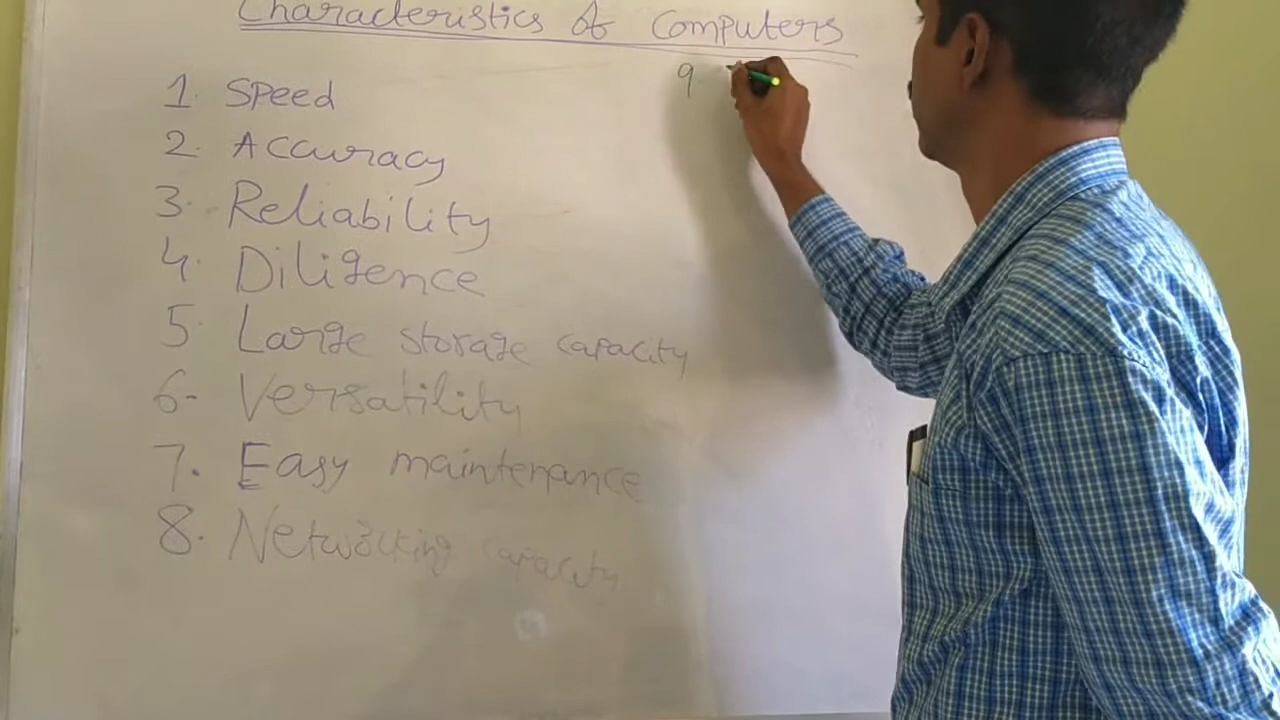 Characteristics of Computers
1. Speed
2. Accuracy
3. Reliability
4. Diligence
5. Large storage capacity
6- Versatility
7. Easy maintenance
8. Networking capacity
9